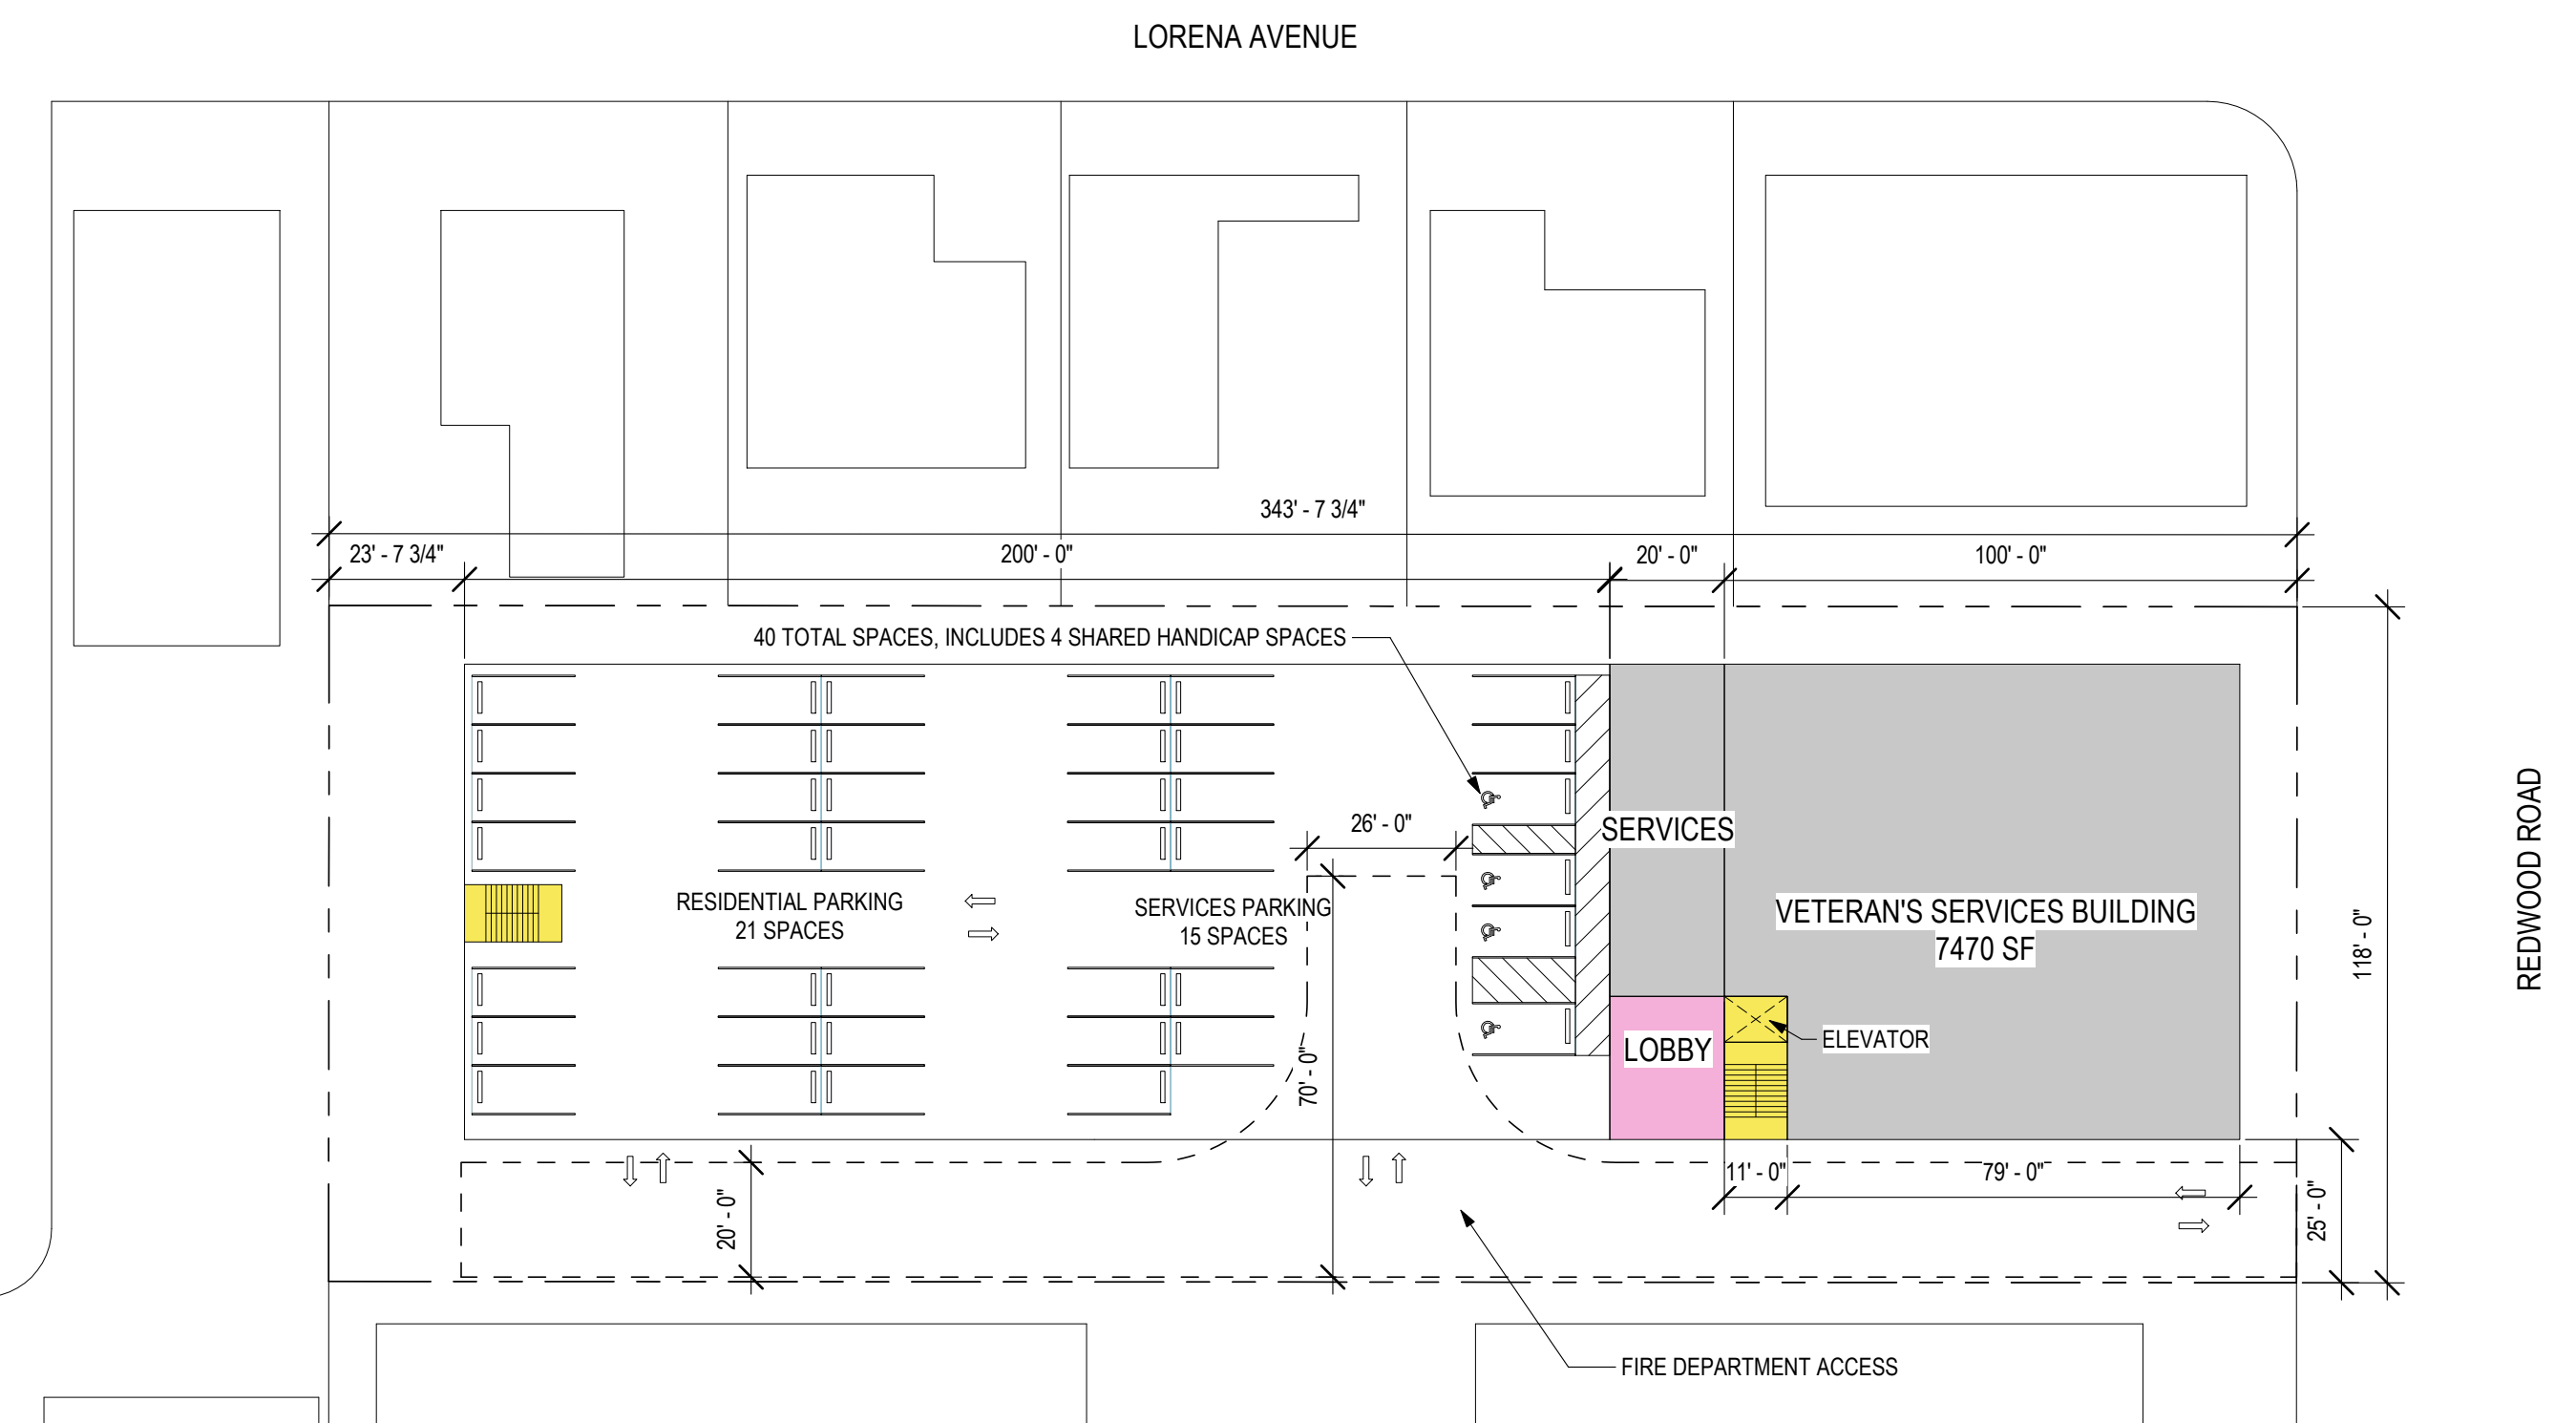 LORENA AVENUE
343' - 7 3/4"
23' - 7 3/4"
200' - 0"
20' - 0"
100' - 0"
40 TOTAL SPACES, INCLUDES 4 SHARED HANDICAP SPACES
26' - 0"
SERVICES
RESIDENTIAL PARKING
21 SPACES
SERVICES PARKING
15 SPACES
VETERAN'S SERVICES BUILDING
7470 SF
REDWOOD ROAD
118' - 0"
LOBBY
ELEVATOR
70' - 0"
11' - 0"
79' - 0"
20' - 0"
25' - 0"
FIRE DEPARTMENT ACCESS